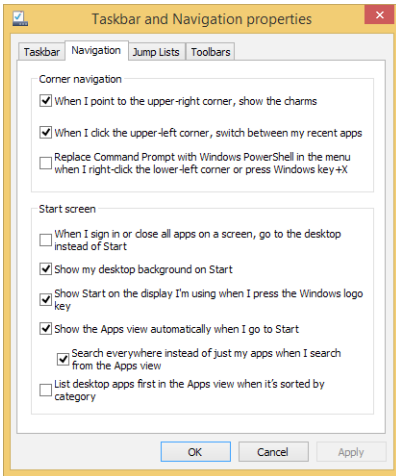 Taskbar and Navigation properties
Taskbar Navigation Jump Lists Toolbars
Corner navigation
When I point to the upper-right corner, show the charms
When I click the upper-left corner, switch between my recent apps
Replace Command Prompt with Windows PowerShell in the menu
when I right-click the lower-left corner or press Windows key+X
Start screen
When I sign in or close all apps on a screen, go to the desktop
instead of Start
Show my desktop background on Start
Show Start on the display I'm using when I press the Windows logo
key
Show the Apps view automatically when I go to Start
Search everywhere instead of just my apps when I search
from the Apps view
List desktop apps first in the Apps view when it's sorted by
category
OK Cancel Apply